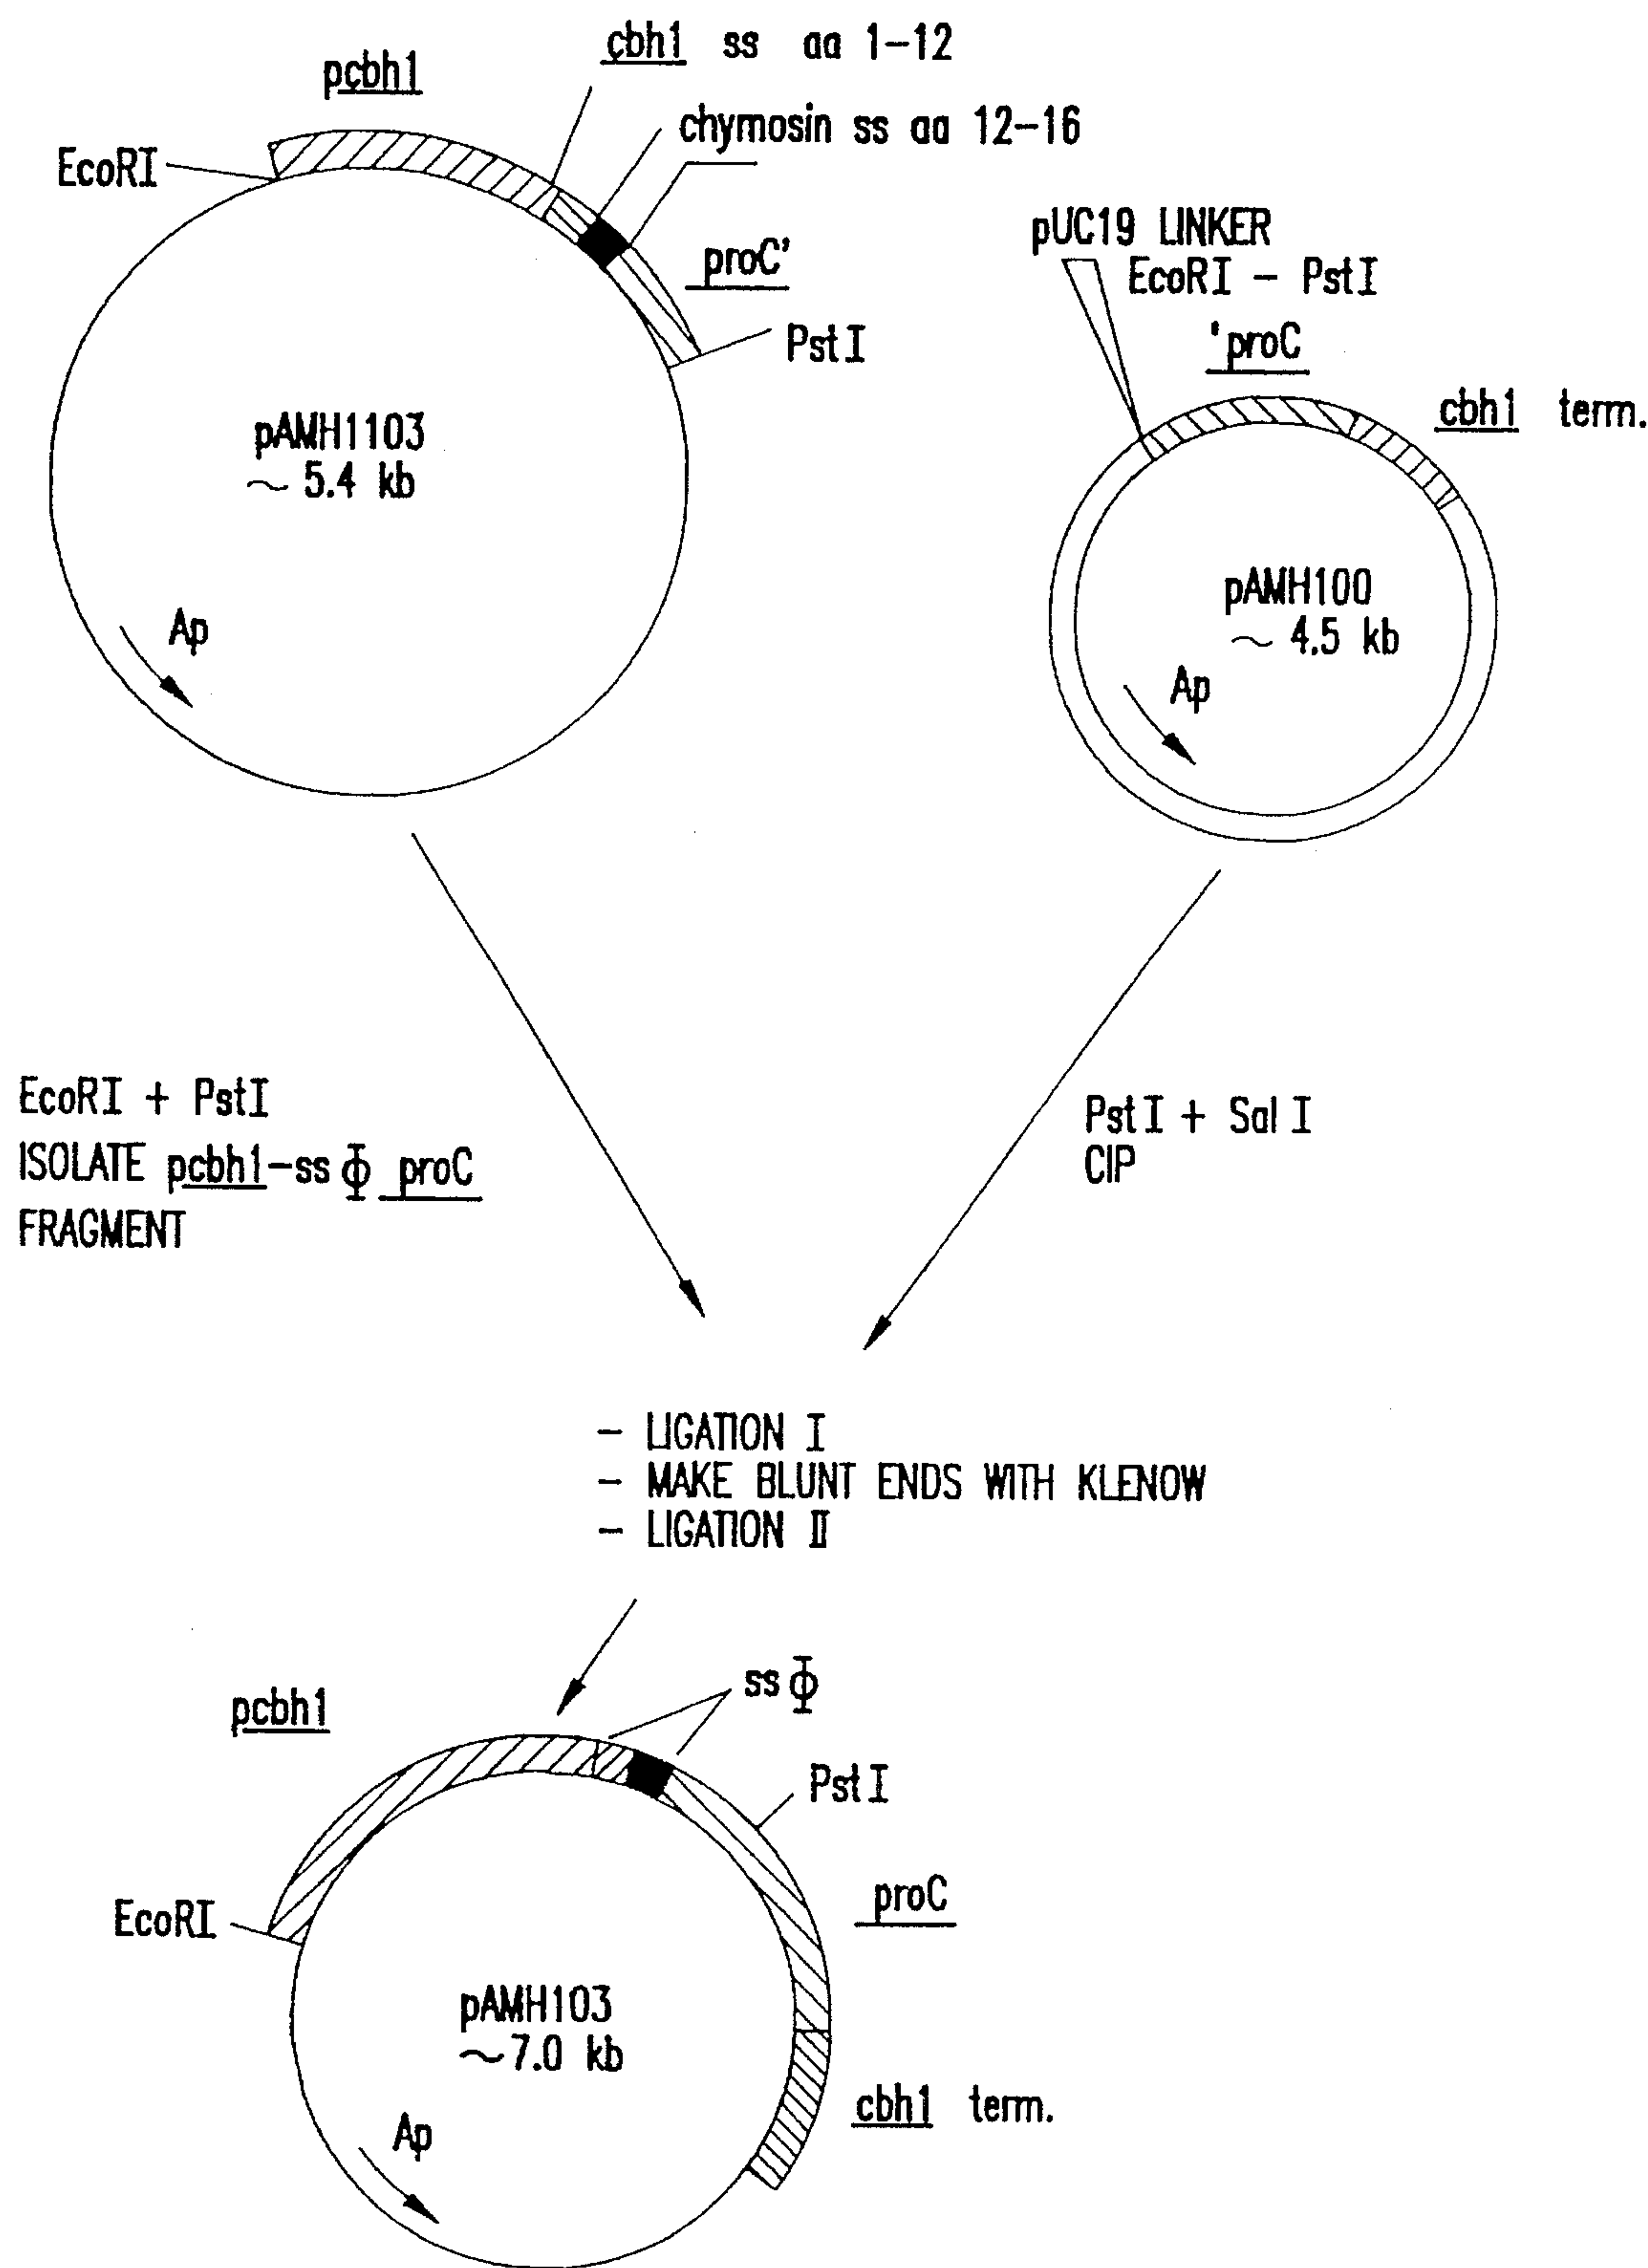 cbh1 ss aa 1-12
pcbh1
chymosin ss aa 12-16
EcoRI
proC'
PstI
pAMH1103
~ 5.4 kb
Ap
pUC19 LINKER
EcoRI - PstI
'proC
cbh1 term.
pAMH100
~ 4.5 kb
Ap
EcoRI + PstI
ISOLATE pcbh1-ss Φ proC
FRAGMENT
PstI + Sal I
CIP
- LIGATION I
- MAKE BLUNT ENDS WITH KLENOW
- LIGATION II
ss Φ
pcbh1
PstI
proC
EcoRI
pAMH103
~7.0 kb
cbh1 term.
Ap